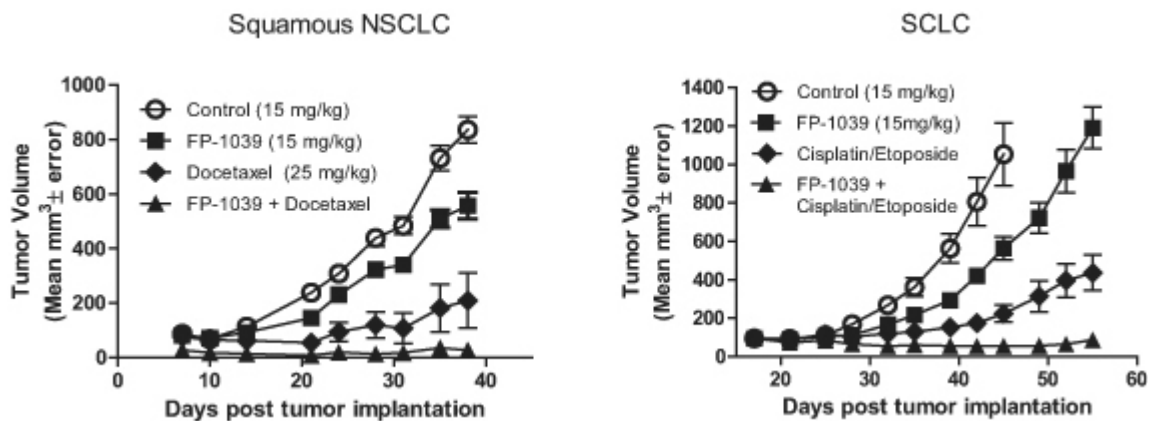 Squamous NSCLC
Tumor Volume
(Mean mm³± error)
1000
800
600
400
200
0
Control (15 mg/kg)
FP-1039 (15 mg/kg)
Docetaxel (25 mg/kg)
FP-1039 + Docetaxel
0
10
20
30
40
Days post tumor implantation
SCLC
Tumor Volume
(Mean mm³± error)
1400
1200
1000
800
600
400
200
0
Control (15 mg/kg)
FP-1039 (15mg/kg)
Cisplatin/Etoposide
FP-1039 +
Cisplatin/Etoposide
20
30
40
50
60
Days post tumor implantation